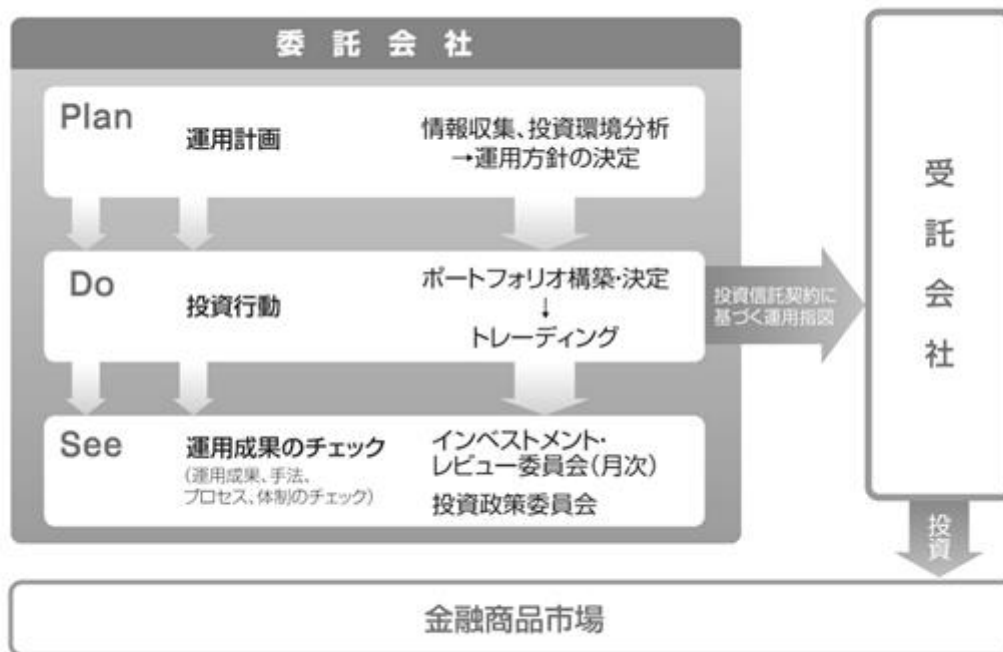 委託会社
Plan
運用計画
情報収集、投資環境分析
→運用方針の決定
Do
投資行動
ポートフォリオ構築・決定
↓
トレーディング
投資信託契約に
基づく運用指図
See
運用成果のチェック
(運用成果、手法、
プロセス、体制のチェック)
インベストメント・
レビュー委員会(月次)
投資政策委員会
受託会社
投資
金融商品市場